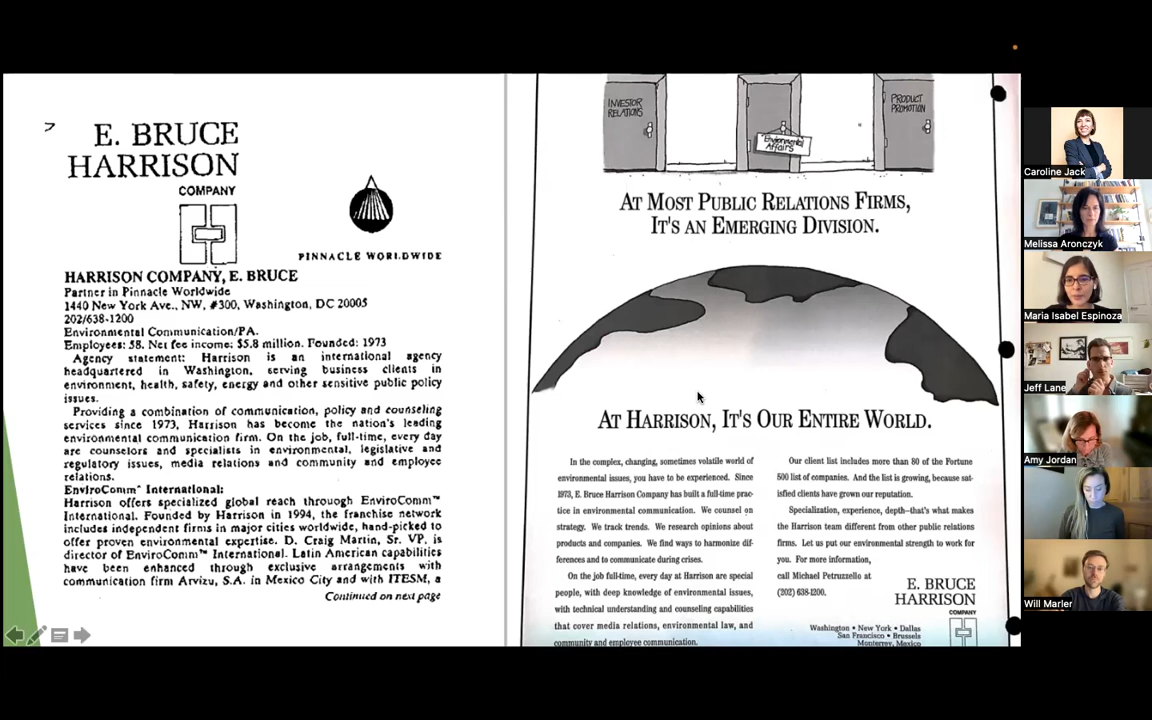 E. BRUCE
HARRISON
COMPANY
PINNACLE WORLDWIDE
HARRISON COMPANY, E. BRUCE
Partner in Pinnacle Worldwide
1440 New York Ave., NW, #300, Washington, DC 20005
202/638-1200
Environmental Communication/PA.
Employees: 58. Net fee income: $5.8 million. Founded: 1973
Agency statement: Harrison is an international agency
headquartered in Washington, serving business clients in
environment, health, safety, energy and other sensitive public policy
issues.
Providing a combination of communication, policy and counseling
services since 1973, Harrison has become the nation's leading
environmental communication firm. On the job, full-time, every day
are counselors and specialists in environmental, legislative and
regulatory issues, media relations and community and employee
relations.
EnviroComm™ International:
Harrison offers specialized global reach through EnviroComm™
International. Founded by Harrison in 1994, the franchise network
includes independent firms in major cities worldwide, hand-picked to
offer proven environmental expertise. D. Craig Martin, Sr. VP, is
director of EnviroComm™ International. Latin American capabilities
have been enhanced through exclusive arrangements with
communication firm Arvizu, S.A. in Mexico City and with ITESM, a
Continued on next page
INVESTOR
RELATIONS
Environmental
Affairs
PRODUCT
PROMOTION
AT MOST PUBLIC RELATIONS FIRMS,
IT'S AN EMERGING DIVISION.
AT HARRISON, IT'S OUR ENTIRE WORLD.
In the complex, changing, sometimes volatile world of
environmental issues, you have to be experienced. Since
1973, E. Bruce Harrison Company has built a full-time prac-
tice in environmental communication. We counsel on
strategy. We track trends. We research opinions about
products and companies. We find ways to harmonize dif-
ferences and to communicate during crises.
On the job full-time, every day at Harrison are special
people, with deep knowledge of environmental issues,
with technical understanding and counseling capabilities
that cover media relations, environmental law, and
community and employee communication.
Our client list includes more than 80 of the Fortune
500 list of companies. And the list is growing, because sat-
isfied clients have grown our reputation.
Specialization, experience, depth–that's what makes
the Harrison team different from other public relations
firms. Let us put our environmental strength to work for
you. For more information,
call Michael Petruzzello at
(202) 638-1200.
E. BRUCE
HARRISON
COMPANY
Washington • New York • Dallas
San Francisco • Brussels
Monterrey, Mexico
Caroline Jack
Melissa Aronczyk
Maria Isabel Espinoza
Jeff Lane
Amy Jordan
Will Marler